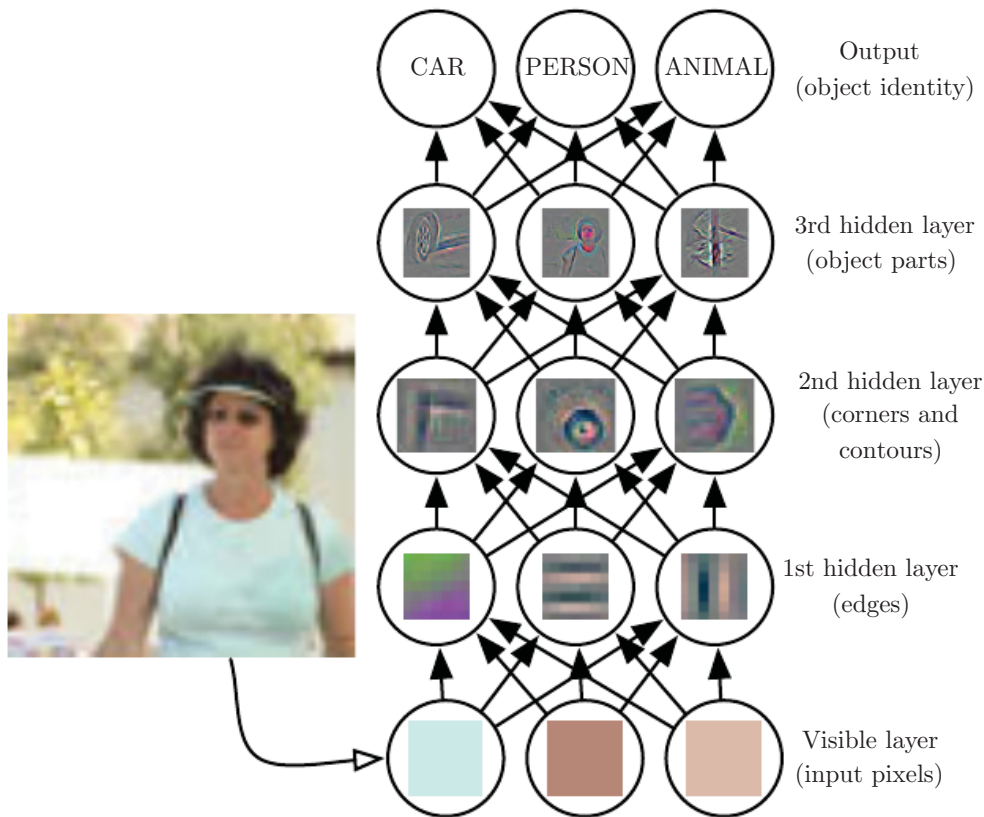 CAR
PERSON
ANIMAL
Output
(object identity)
3rd hidden layer
(object parts)
2nd hidden layer
(corners and
contours)
1st hidden layer
(edges)
Visible layer
(input pixels)